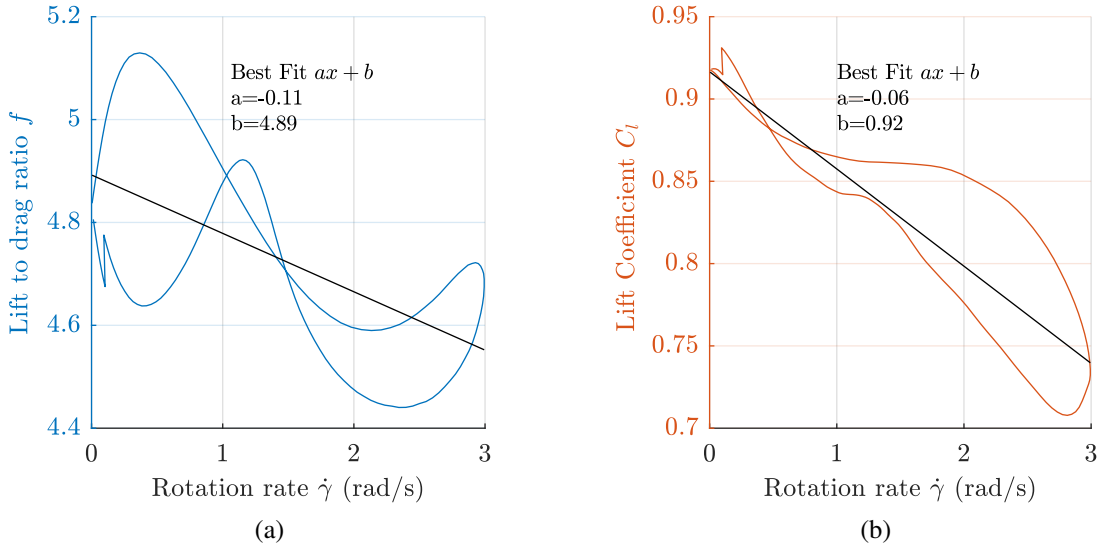 5.2
5
4.8
4.6
4.4
Lift to drag ratio f
Best Fit ax + b
a=-0.11
b=4.89
0 1 2 3
Rotation rate γ̇ (rad/s)
(a)
0.95
0.9
0.85
0.8
0.75
0.7
Lift Coefficient C_l
Best Fit ax + b
a=-0.06
b=0.92
0 1 2 3
Rotation rate γ̇ (rad/s)
(b)